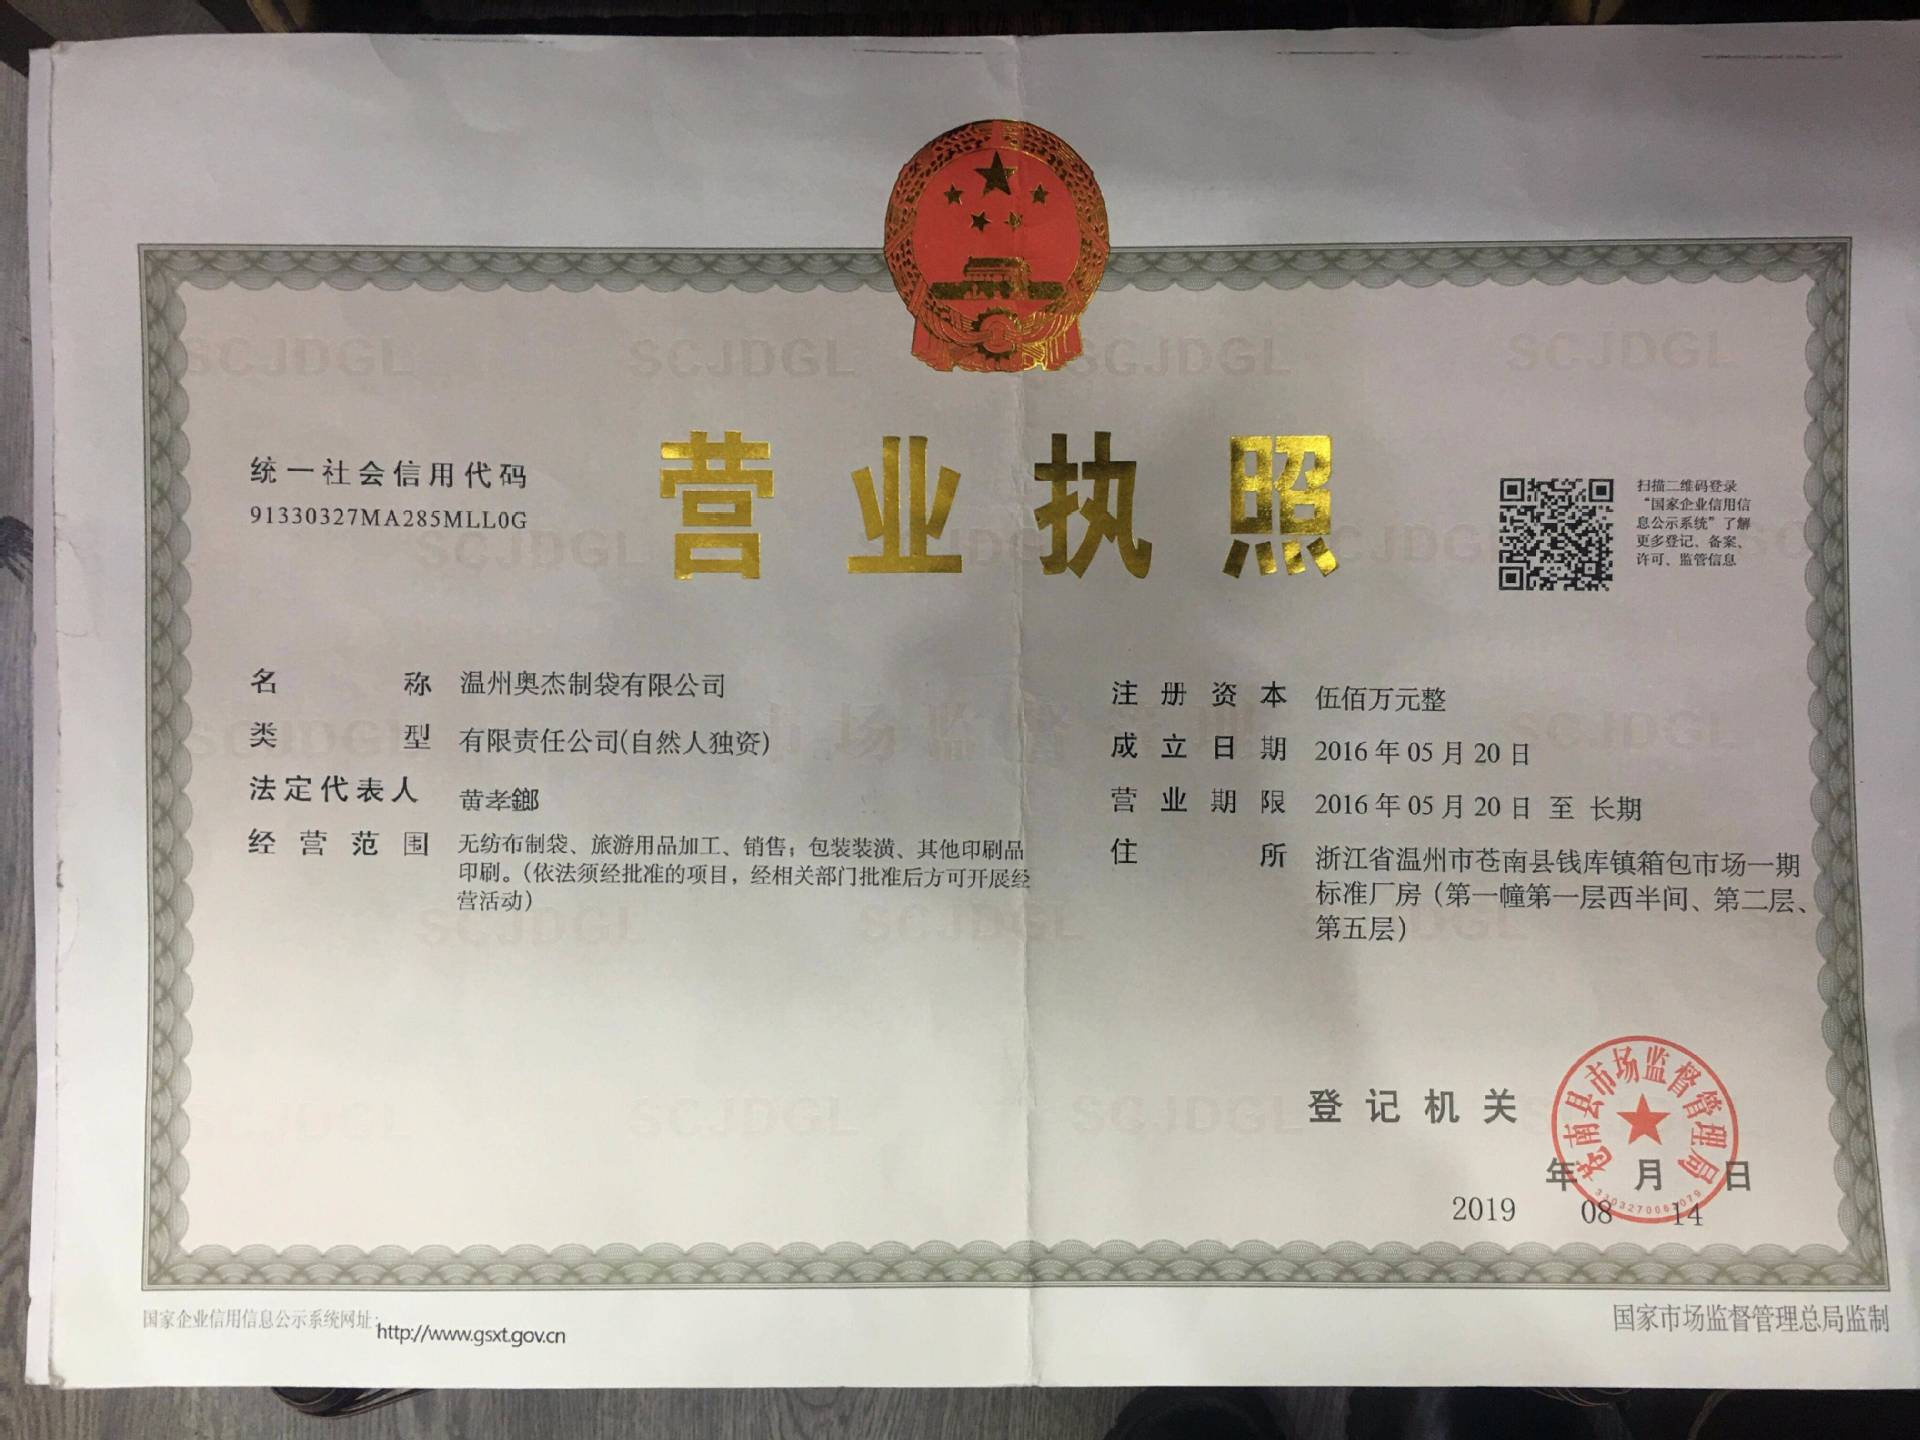 营业执照
统一社会信用代码
91330327MA285MLL0G
扫描二维码登录
“国家企业信用信
息公示系统”了解
更多登记、备案、
许可、监管信息
名称 温州奥杰制袋有限公司
类型 有限责任公司(自然人独资)
法定代表人 黄孝鎯
经营范围 无纺布制袋、旅游用品加工、销售；包装装潢、其他印刷品
印刷。（依法须经批准的项目，经相关部门批准后方可开展经
营活动）
注册资本 伍佰万元整
成立日期 2016年05月20日
营业期限 2016年05月20日 至 长期
住所 浙江省温州市苍南县钱库镇箱包市场一期
标准厂房（第一幢第一层西半间、第二层、
第五层）
登记机关
苍南县市场监督管理局
年 月 日
2019 08 14
国家企业信用信息公示系统网址：http://www.gsxt.gov.cn
国家市场监督管理总局监制
SCJDGL
市场监督管理